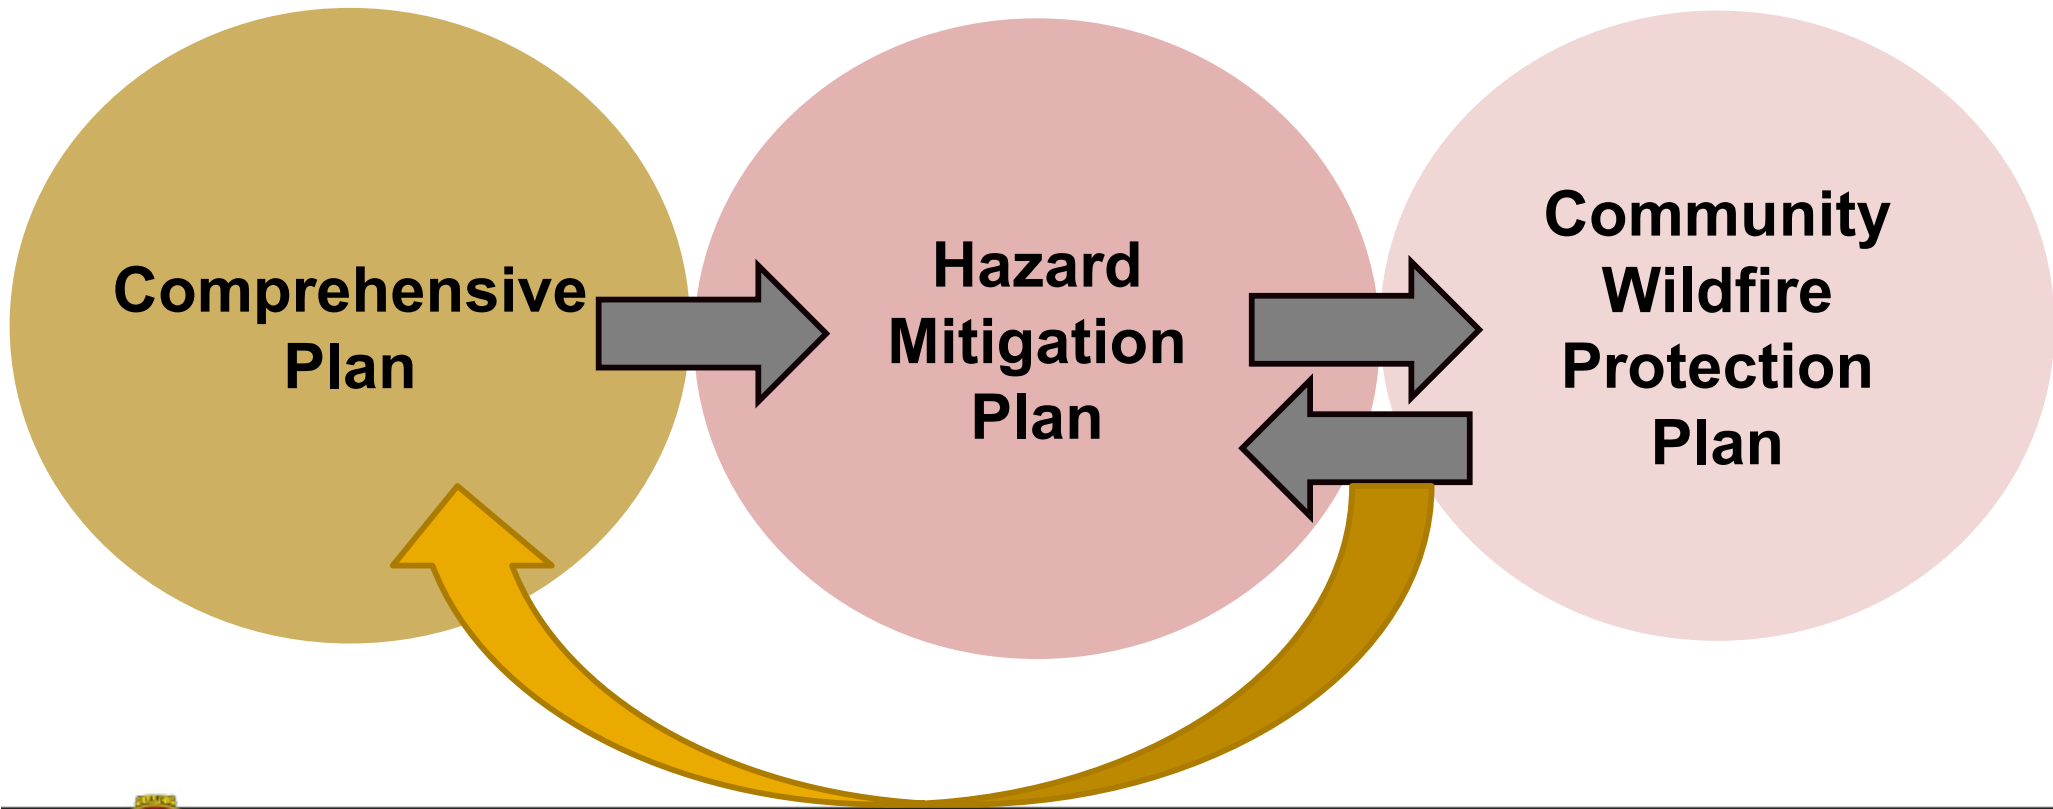 Comprehensive
Plan
Hazard
Mitigation
Plan
Community
Wildfire
Protection
Plan